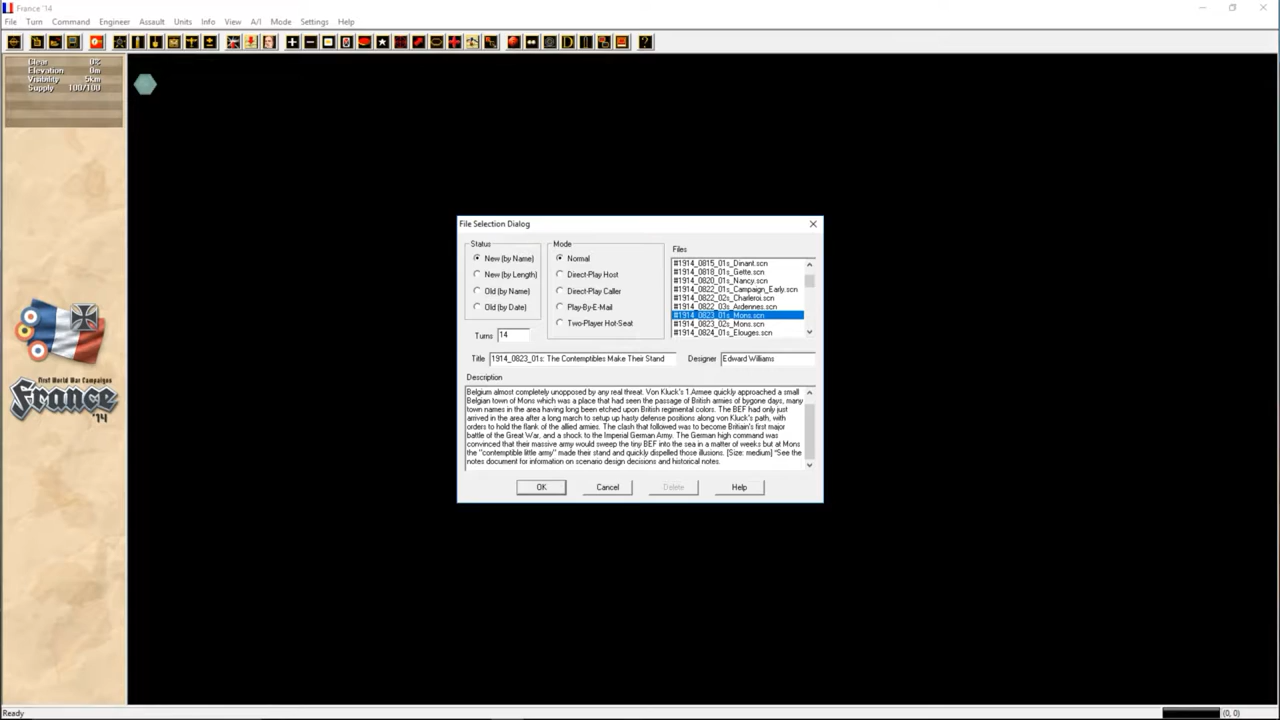 France '14
File Turn Command Engineer Assault Units Info View A/I Mode Settings Help
Clear 0%
Elevation 0m
Visibility 5km
Supply 100/100
First World War Campaigns
France
'14
File Selection Dialog
Status
New (by Name)
New (by Length)
Old (by Name)
Old (by Date)
Turns 14
Mode
Normal
Direct-Play Host
Direct-Play Caller
Play-By-E-Mail
Two-Player Hot-Seat
Files
#1914_0815_01s_Dinant.scn
#1914_0818_01s_Gette.scn
#1914_0820_01s_Nancy.scn
#1914_0822_01s_Campaign_Early.scn
#1914_0822_02s_Charleroi.scn
#1914_0822_03s_Ardennes.scn
#1914_0823_01s_Mons.scn
#1914_0823_02s_Mons.scn
#1914_0824_01s_Elouges.scn
Title 1914_0823_01s: The Contemptibles Make Their Stand Designer Edward Williams
Description
Belgium almost completely unopposed by any real threat. Von Kluck's 1.Armee quickly approached a small
Belgian town of Mons which was a place that had seen the passage of British armies of bygone days, many
town names in the area having long been etched upon British regimental colors. The BEF had only just
arrived in the area after a long march to setup up hasty defense positions along von Kluck's path, with
orders to hold the flank of the allied armies. The clash that followed was to become Britain's first major
battle of the Great War, and a shock to the Imperial German Army. The German high command was
convinced that their massive army would sweep the tiny BEF into the sea in a matter of weeks but at Mons
the "contemptible little army" made their stand and quickly dispelled those illusions. [Size: medium] *See the
notes document for information on scenario design decisions and historical notes.
OK Cancel Delete Help
Ready (0, 0)